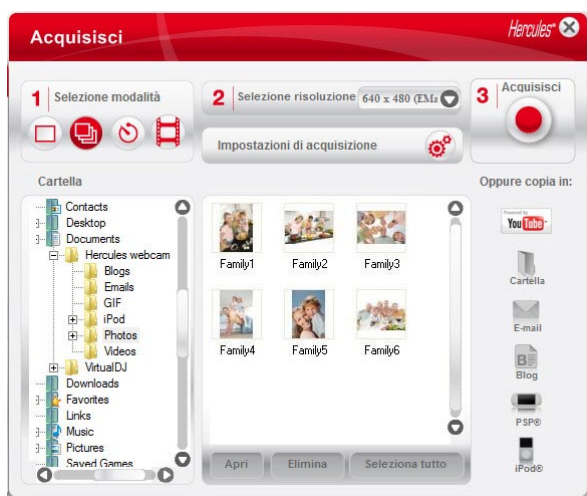 Acquisisci
Hercules
1 Selezione modalità
2 Selezione risoluzione 640 x 480
3 Acquisisci
Impostazioni di acquisizione
Cartella
Oppure copia in:
Contacts
Desktop
Documents
Hercules webcam
Blogs
Emails
GIF
iPod
Photos
Videos
VirtualDJ
Downloads
Favorites
Links
Music
Pictures
Saved Games
Family1
Family2
Family3
Family4
Family5
Family6
Apri
Elimina
Seleziona tutto
Powered by
YouTube
Cartella
E-mail
B
Blog
PSP®
iPod®